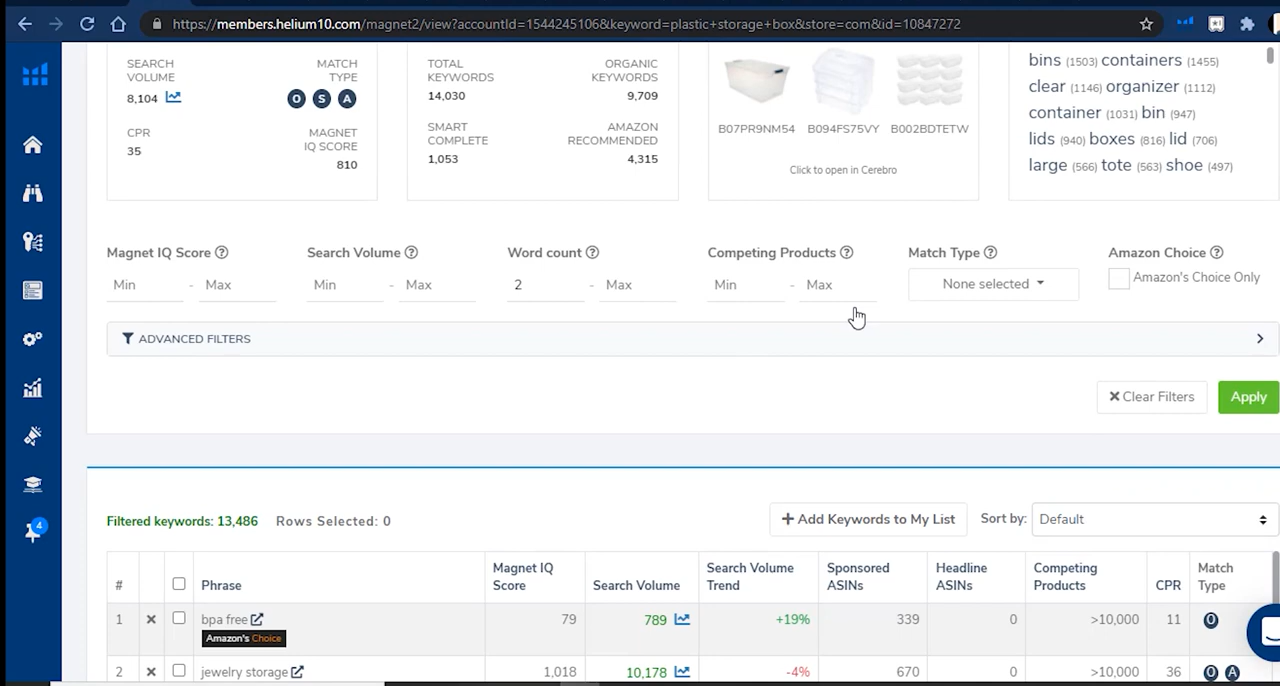 https://members.helium10.com/magnet2/view?accountId=1544245106&keyword=plastic+storage+box&store=com&id=10847272
SEARCH VOLUME
8,104
MATCH TYPE
O S A
CPR
35
MAGNET IQ SCORE
810
TOTAL KEYWORDS
14,030
ORGANIC KEYWORDS
9,709
SMART COMPLETE
1,053
AMAZON RECOMMENDED
4,315
B07PR9NM54 B094FS75VY B002BDTETW
Click to open in Cerebro
bins (1503) containers (1455)
clear (1146) organizer (1112)
container (1031) bin (947)
lids (940) boxes (816) lid (706)
large (566) tote (563) shoe (497)
Magnet IQ Score ? Search Volume ? Word count ? Competing Products ? Match Type ? Amazon Choice ?
Min - Max Min - Max 2 - Max Min - Max None selected Amazon's Choice Only
ADVANCED FILTERS
Clear Filters Apply
4
Filtered keywords: 13,486 Rows Selected: 0 + Add Keywords to My List Sort by: Default
# Phrase Magnet IQ Score Search Volume Search Volume Trend Sponsored ASINs Headline ASINs Competing Products CPR Match Type
1 bpa free 79 789 +19% 339 0 >10,000 11 O
Amazon's Choice
2 jewelry storage 1,018 10,178 -4% 670 0 >10,000 36 O A